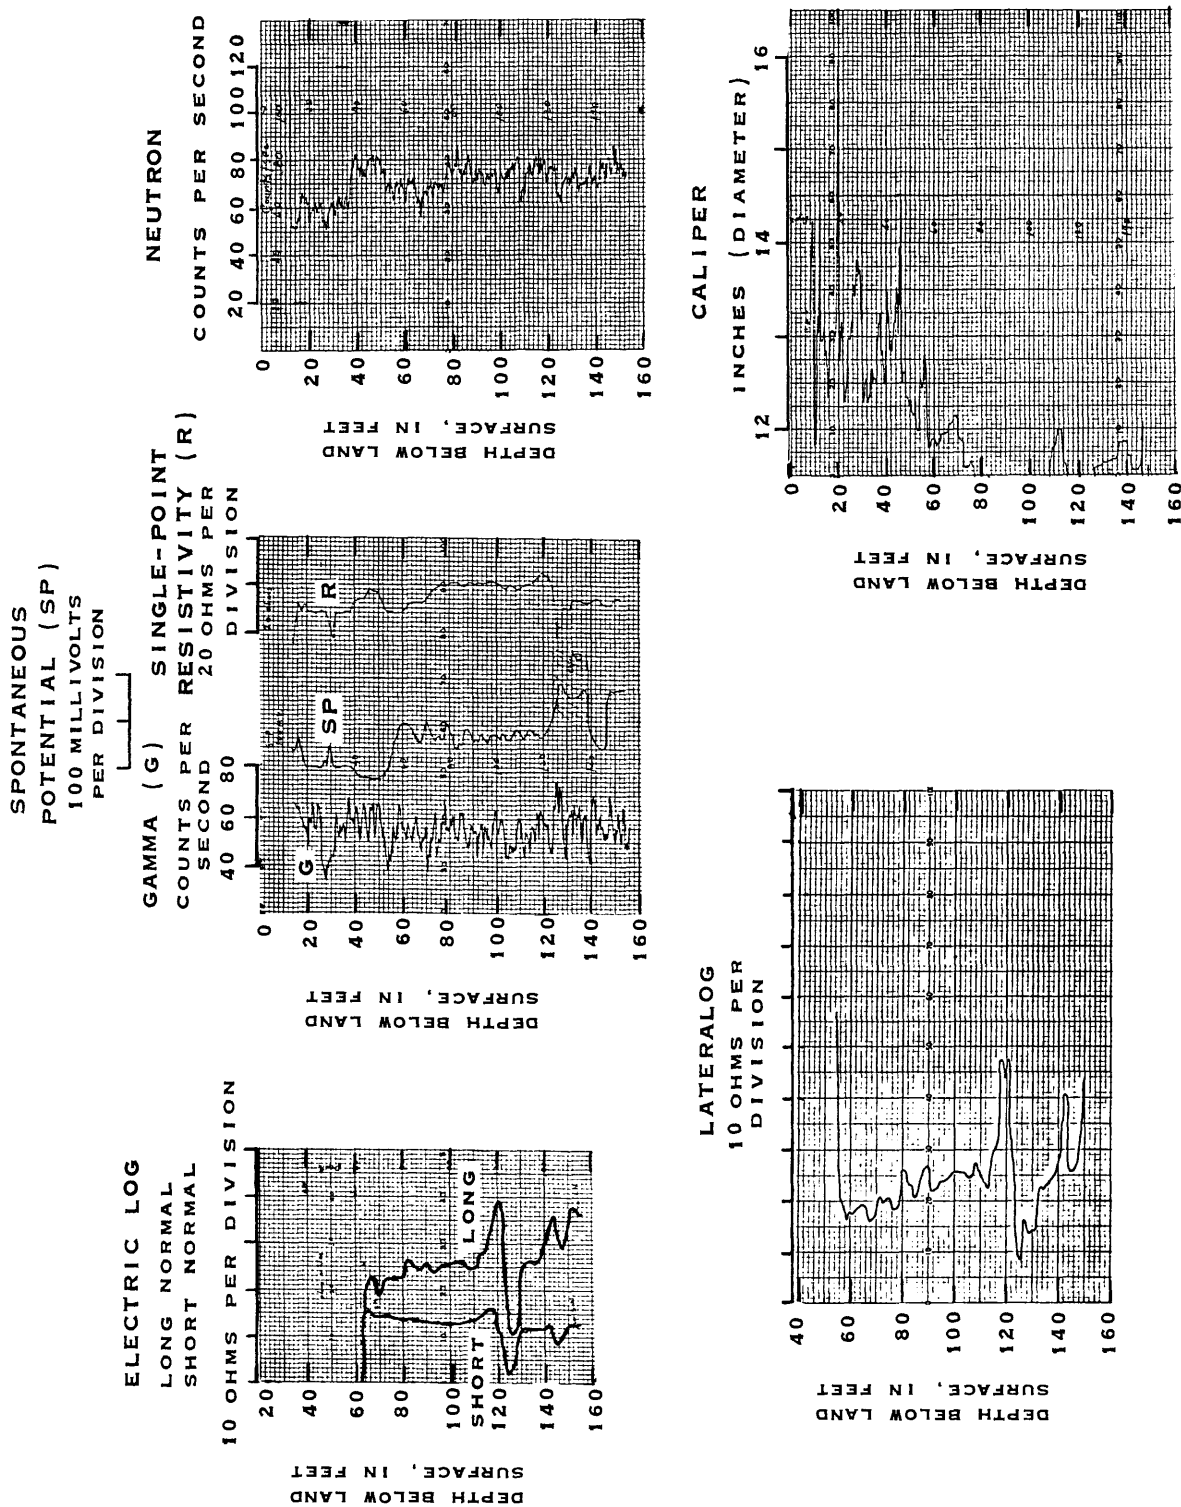 ELECTRIC LOG
LONG NORMAL
SHORT NORMAL
10 OHMS PER DIVISION
20
40
60
80
100
120
140
160
SHORT
LONG
DEPTH BELOW LAND
SURFACE, IN FEET
SPONTANEOUS
POTENTIAL (SP)
100 MILLIVOLTS
PER DIVISION
GAMMA (G)
COUNTS PER
SECOND
40 60 80
SINGLE-POINT
RESISTIVITY (R)
20 OHMS PER
DIVISION
G
SP
R
0
20
40
60
80
100
120
140
160
DEPTH BELOW LAND
SURFACE, IN FEET
NEUTRON
COUNTS PER SECOND
20 40 60 80 100 120
0
20
40
60
80
100
120
140
160
DEPTH BELOW LAND
SURFACE, IN FEET
LATERALOG
10 OHMS PER
DIVISION
40
60
80
100
120
140
160
DEPTH BELOW LAND
SURFACE, IN FEET
CALIPER
INCHES (DIAMETER)
12 14 16
0
20
40
60
80
100
120
140
160
DEPTH BELOW LAND
SURFACE, IN FEET